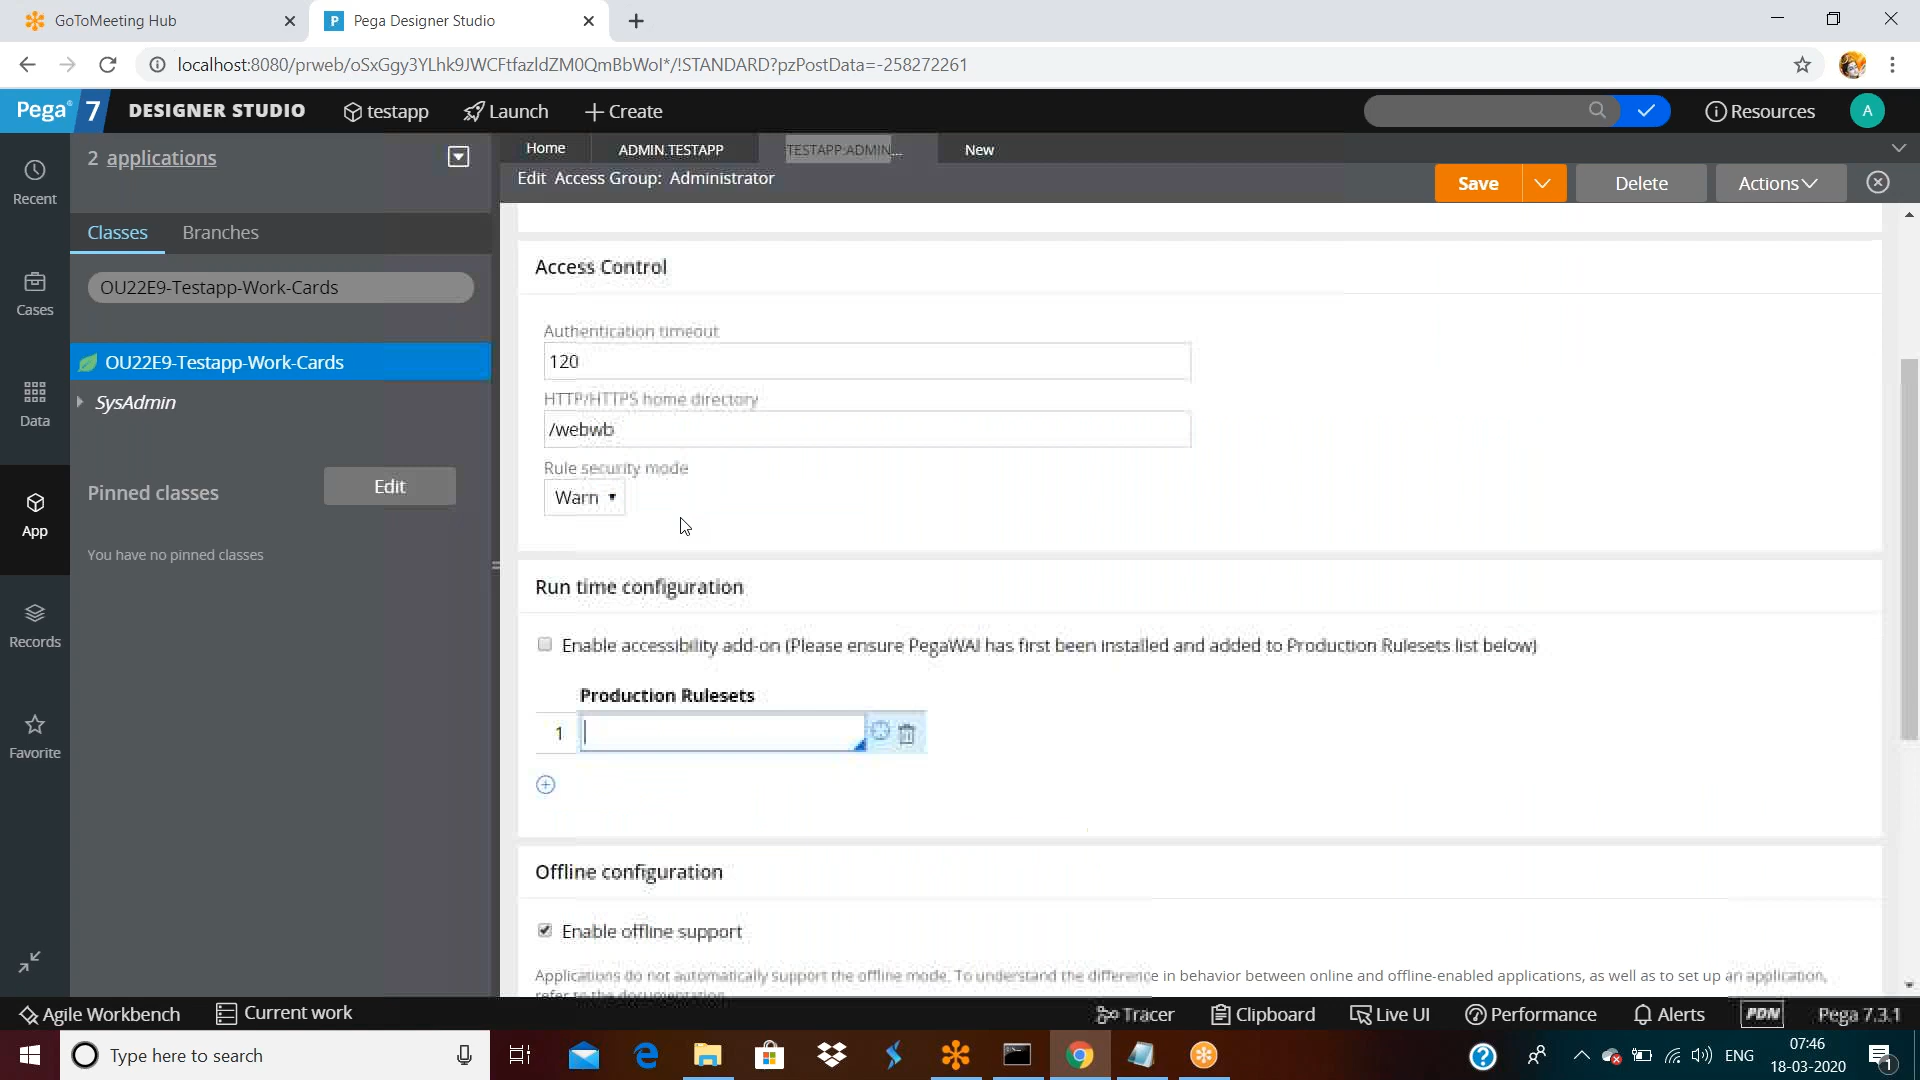 GoToMeeting Hub
Pega Designer Studio
localhost:8080/prweb/oSxGgy3YLhk9JWCFtfazldZM0QmBbWol*/!STANDARD?pzPostData=-258272261
Pega 7 DESIGNER STUDIO testapp Launch Create Resources A
2 applications
Home ADMIN.TESTAPP TESTAPP:ADMIN... New
Edit Access Group: Administrator
Save Delete Actions
Recent
Cases
Data
App
Records
Favorite
Classes Branches
OU22E9-Testapp-Work-Cards
OU22E9-Testapp-Work-Cards
SysAdmin
Pinned classes Edit
You have no pinned classes
Access Control
Authentication timeout
120
HTTP/HTTPS home directory
/webwb
Rule security mode
Warn
Run time configuration
Enable accessibility add-on (Please ensure PegaWAI has first been installed and added to Production Rulesets list below)
Production Rulesets
1
Offline configuration
Enable offline support
Applications do not automatically support the offline mode. To understand the difference in behavior between online and offline-enabled applications, as well as to set up an application,
refer to the documentation
Agile Workbench Current work Tracer Clipboard Live UI Performance Alerts PDN Pega 7.3.1
Type here to search
ENG
07:46
18-03-2020
1